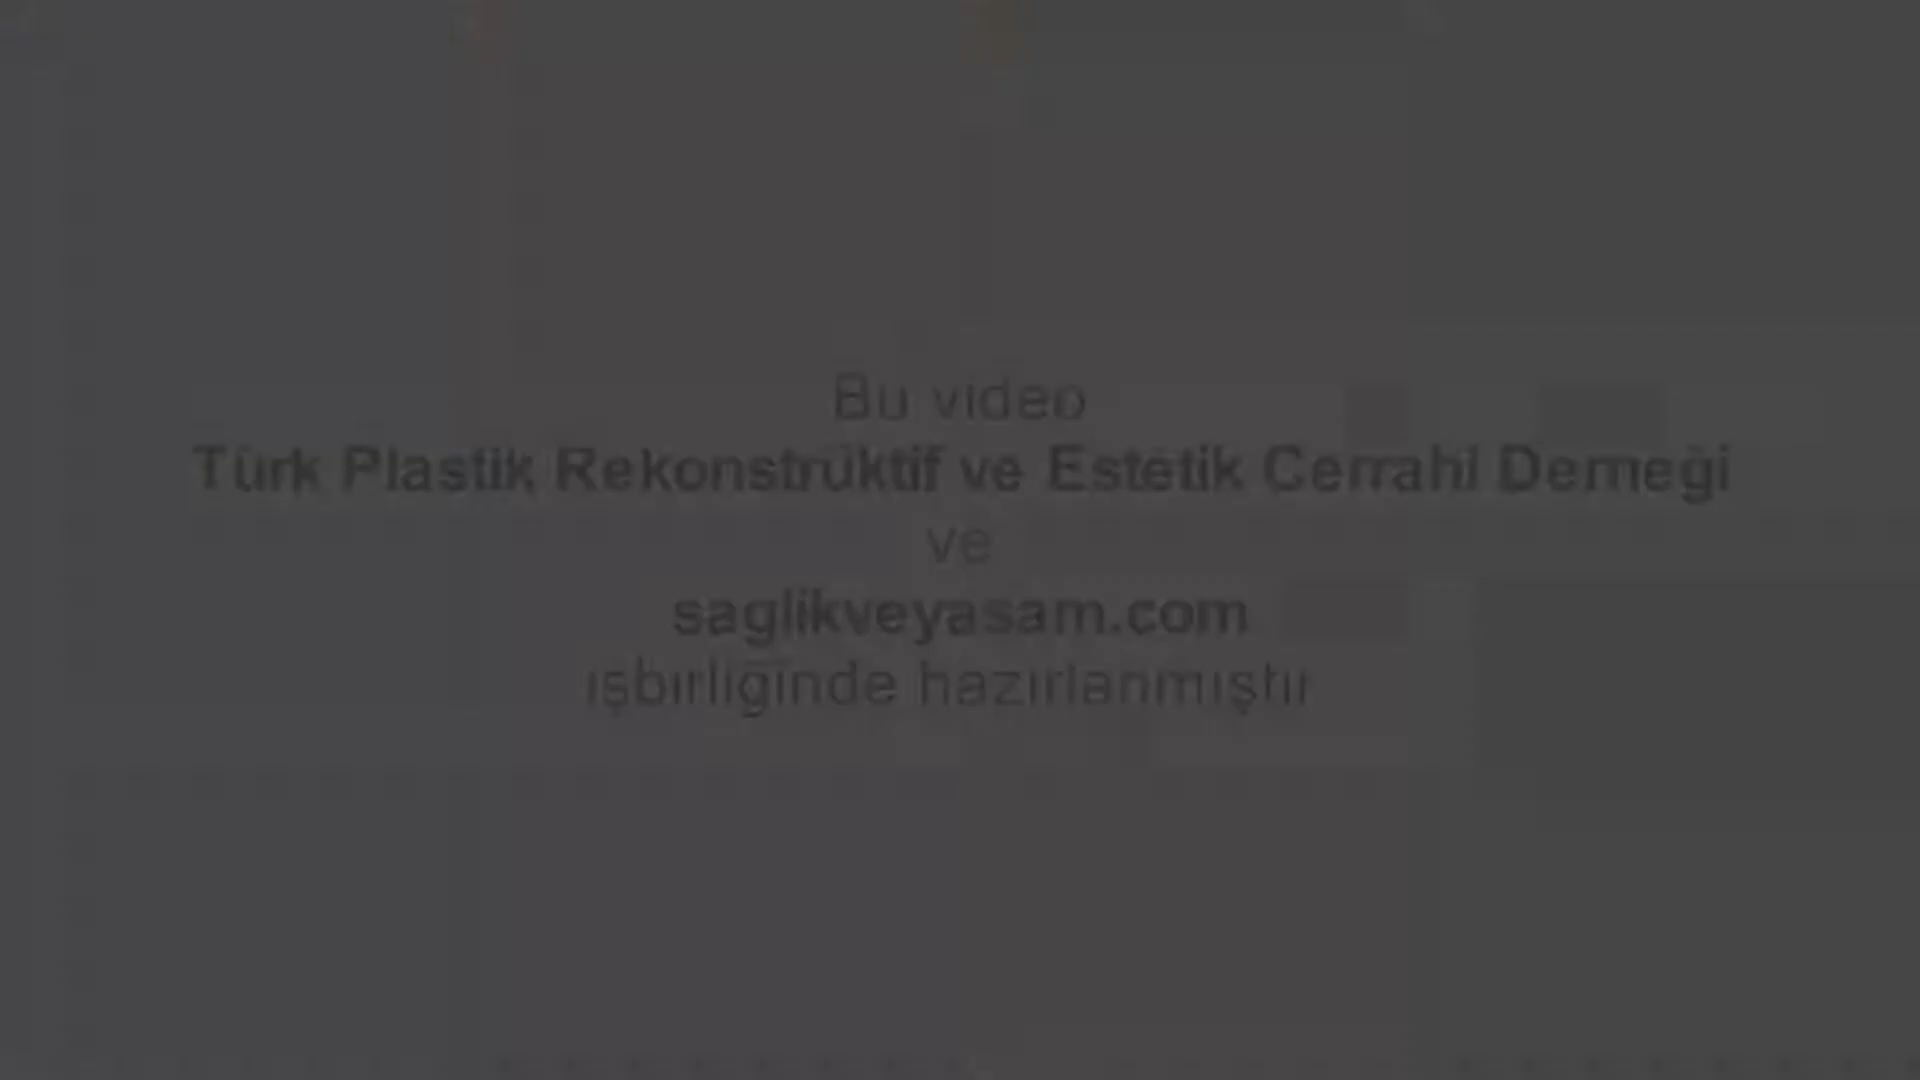 Bu video
Türk Plastik Rekonstrüktif ve Estetik Cerrahi Derneği
ve
saglikveyasam.com
işbirliğinde hazırlanmıştır